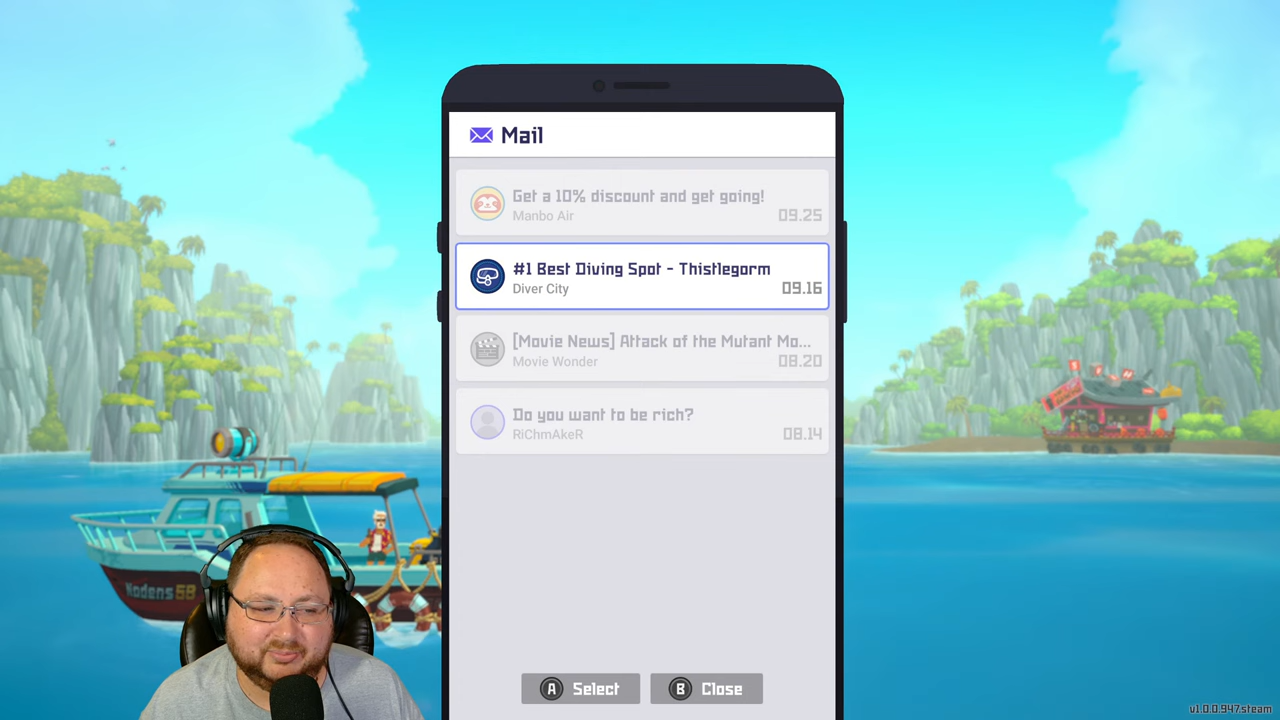 Mail
Get a 10% discount and get going!
Manbo Air
09.25
#1 Best Diving Spot - Thistlegorm
Diver City
09.16
[Movie News] Attack of the Mutant Mo...
Movie Wonder
08.20
Do you want to be rich?
RiChmAkeR
08.14
Nodens 68
A Select
B Close
v1.0.0.947.steam